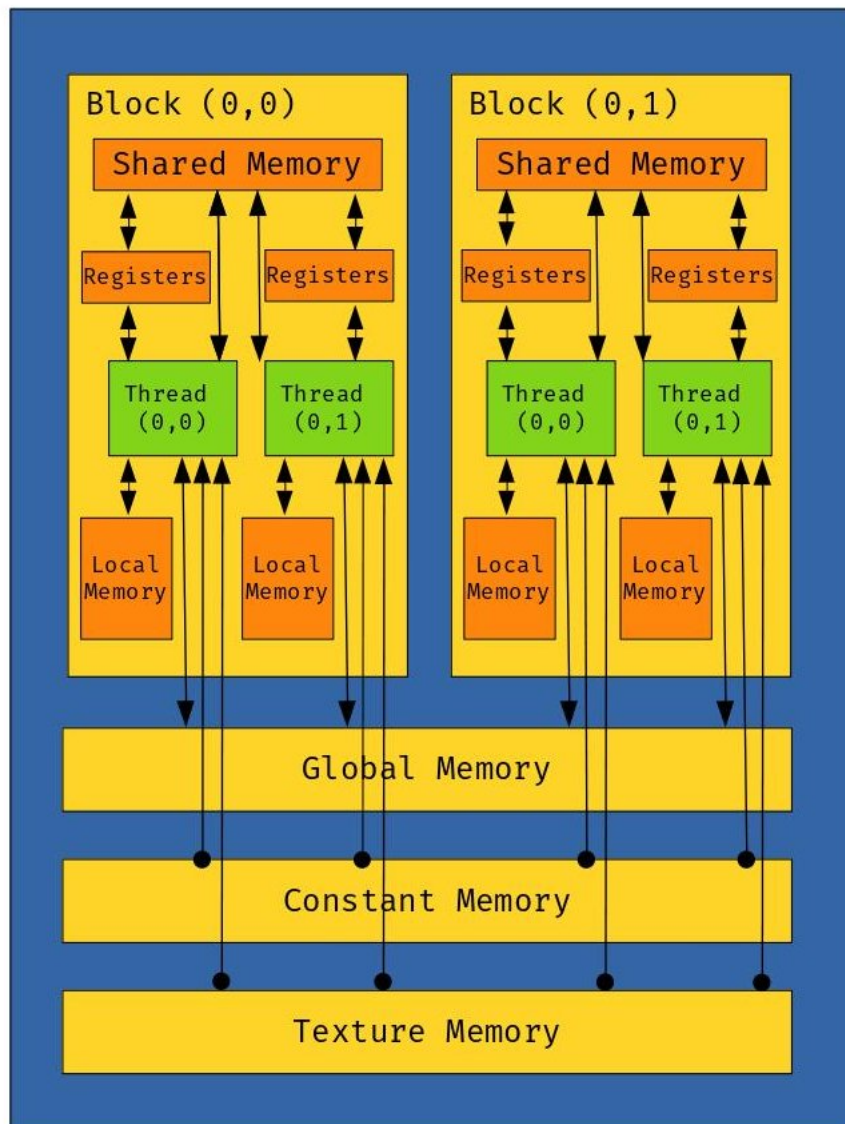 Block (0,0)
Shared Memory
Registers
Registers
Thread
(0,0)
Thread
(0,1)
Local
Memory
Local
Memory
Block (0,1)
Shared Memory
Registers
Registers
Thread
(0,0)
Thread
(0,1)
Local
Memory
Local
Memory
Global Memory
Constant Memory
Texture Memory